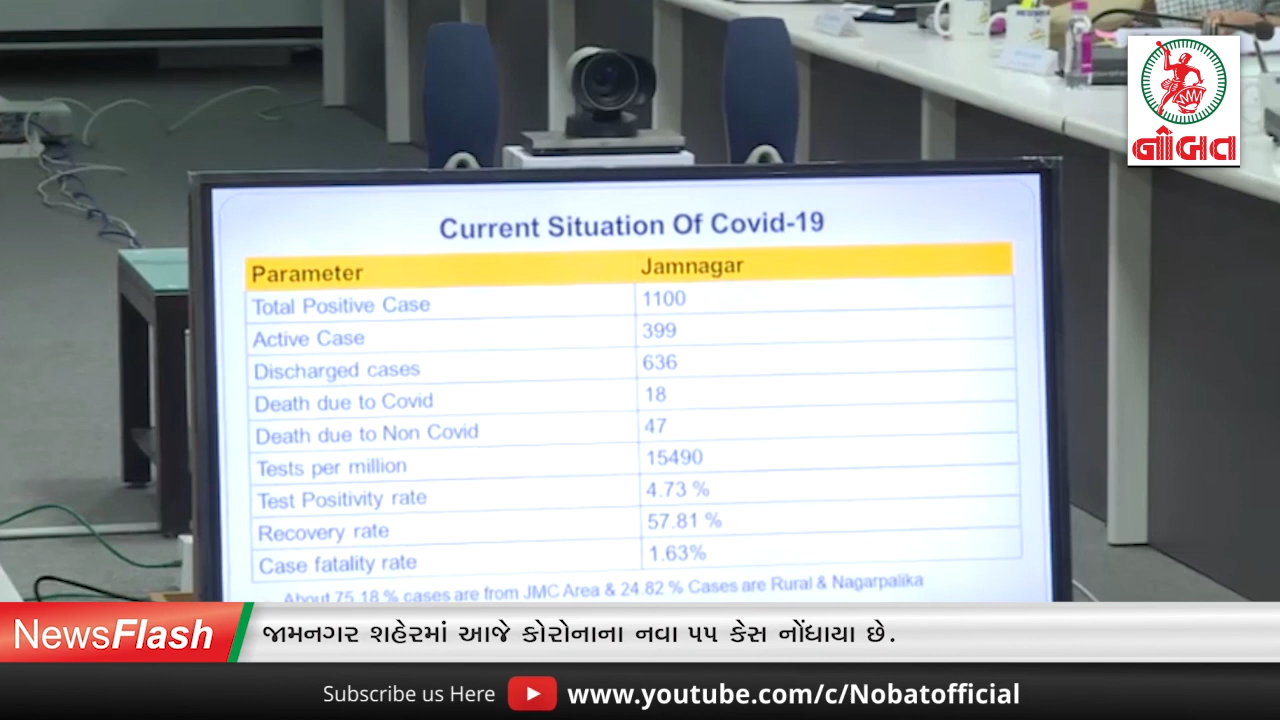 નોબત
Current Situation Of Covid-19
Parameter Jamnagar
Total Positive Case 1100
Active Case 399
Discharged cases 636
Death due to Covid 18
Death due to Non Covid 47
Tests per million 15490
Test Positivity rate 4.73 %
Recovery rate 57.81 %
Case fatality rate 1.63%
About 75.18 % cases are from JMC Area & 24.82 % Cases are Rural & Nagarpalika
NewsFlash જામનગર શહેરમાં આજે કોરોનાના નવા ૫૫ કેસ નોંધાયા છે.
Subscribe us Here www.youtube.com/c/Nobatofficial